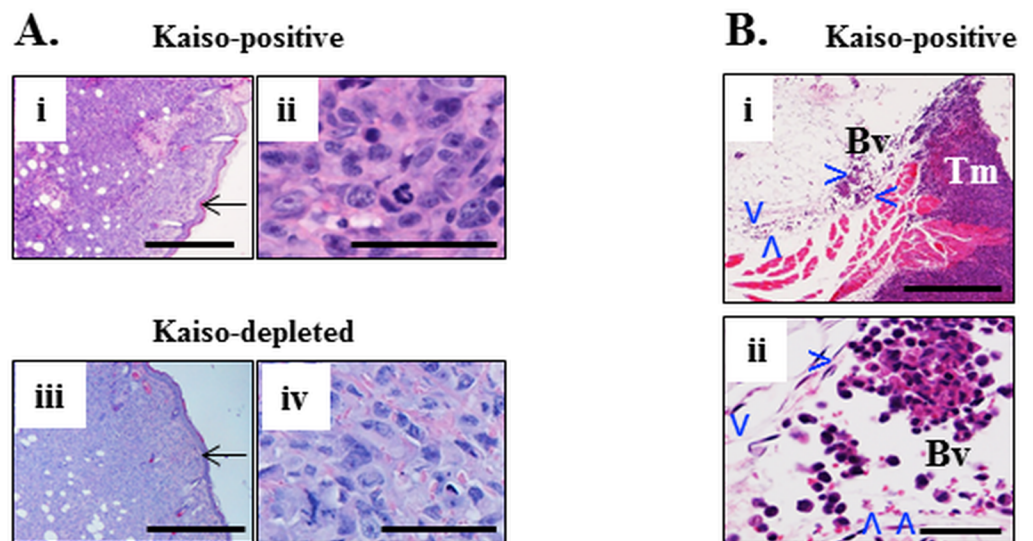 A.
Kaiso-positive
i
ii
Kaiso-depleted
iii
iv
B.
Kaiso-positive
i
Bv
Tm
ii
Bv